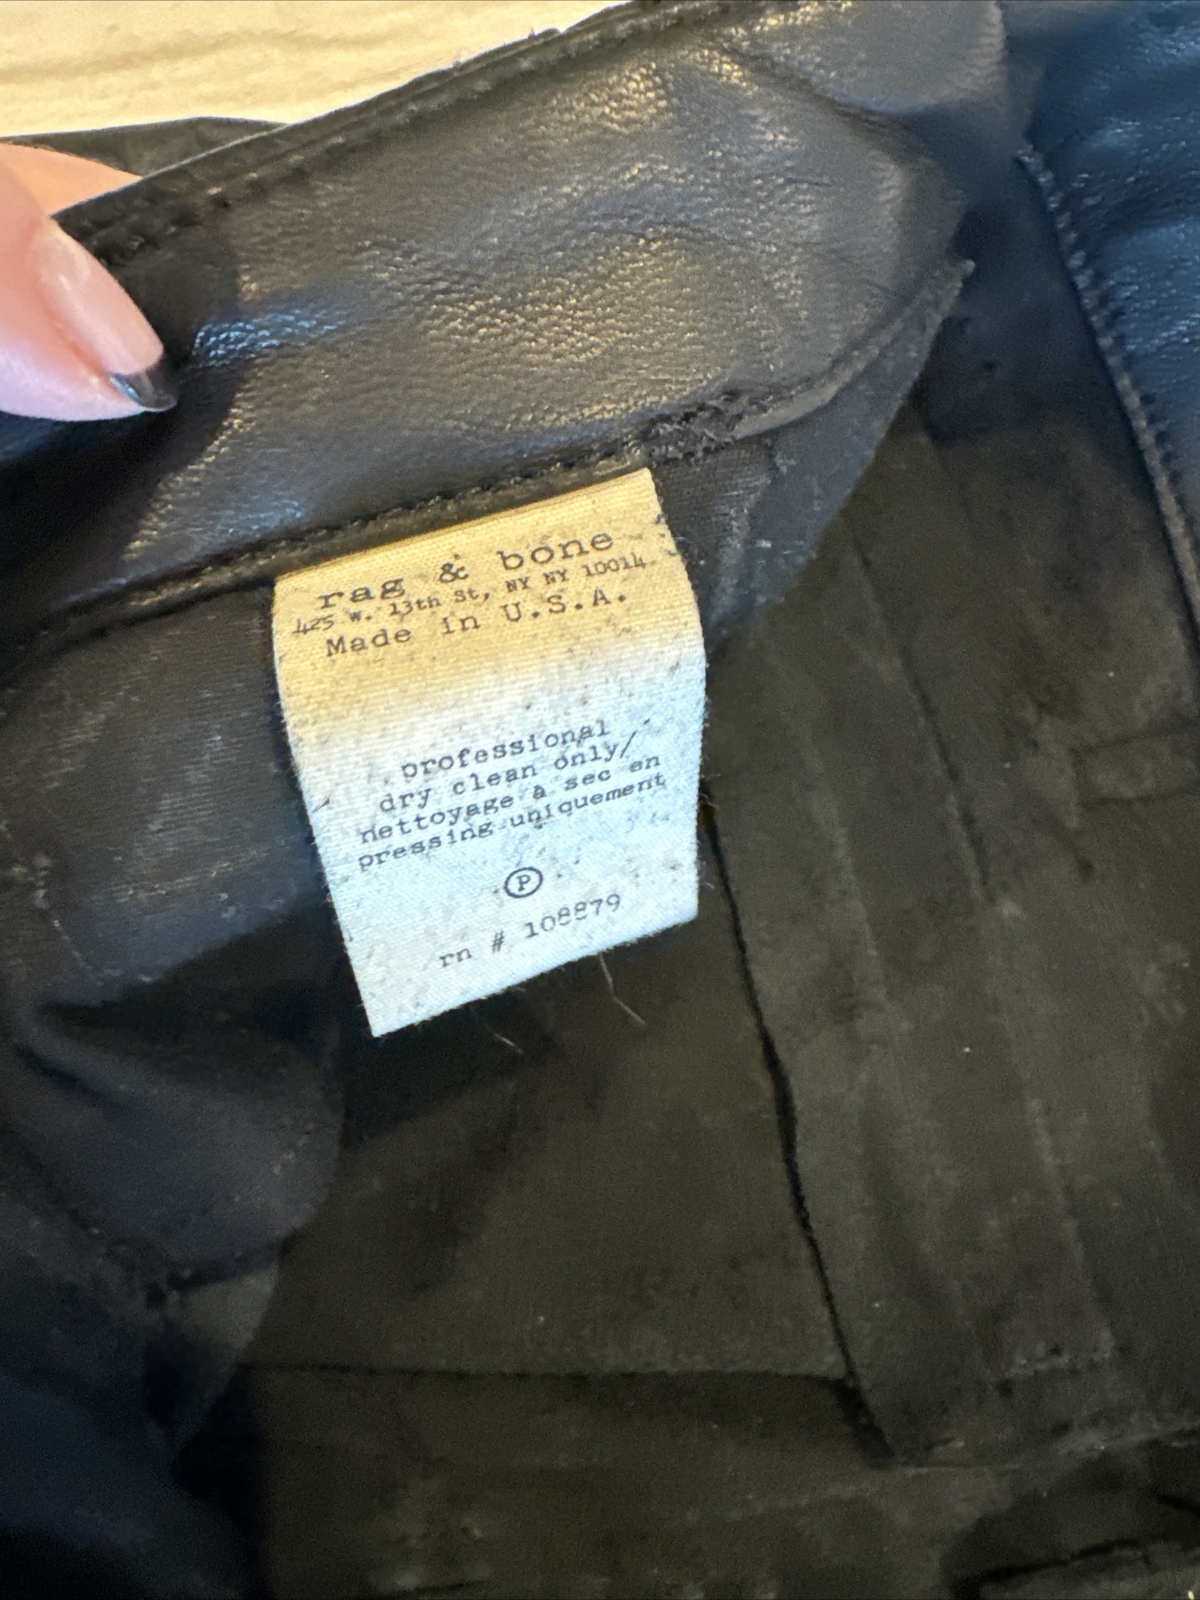 rag & bone
425 W. 13th St, NY NY 10014
Made in U.S.A.
professional
dry clean only/
nettoyage à sec en
pressing uniquement
P
rn # 108879